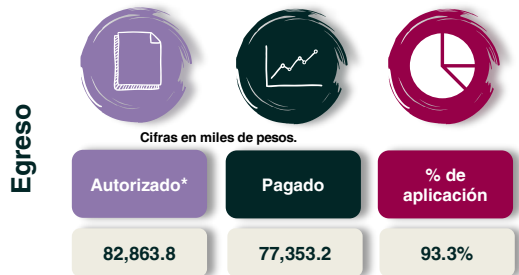 Egreso
Cifras en miles de pesos.
Autorizado*
Pagado
% de
aplicación
82,863.8
77,353.2
93.3%